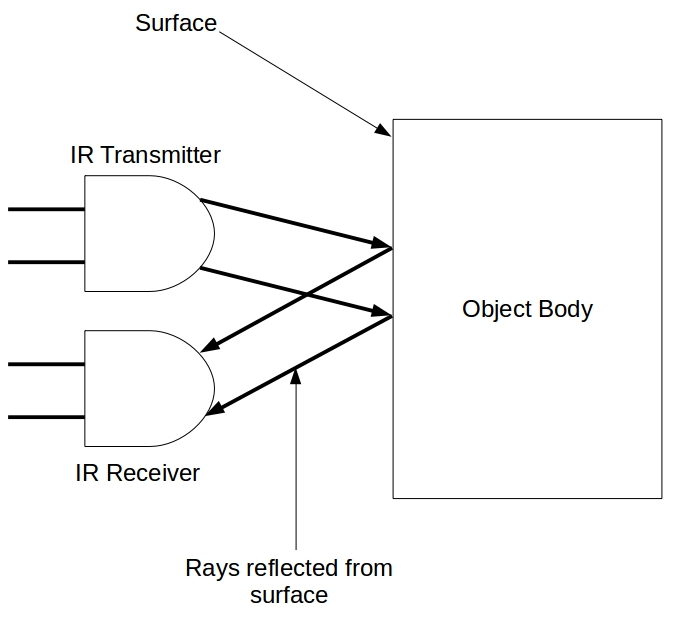 Surface
IR Transmitter
Object Body
IR Receiver
Rays reflected from
surface